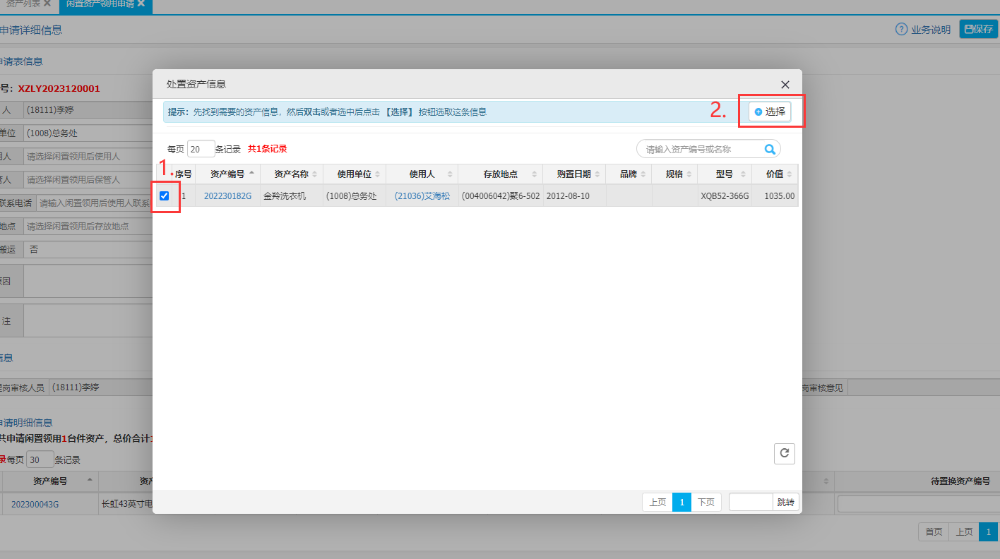 资产列表 闲置资产领用申请
申请详细信息 业务说明 保存
申请表信息
处置资产信息
号: XZLY2023120001
提示: 先找到需要的资产信息，然后双击或者选中后点击 【选择】 按钮选取这条信息 2. 选择
人 (18111)李婷
单位 (1008)总务处
每页 20 条记录 共1条记录 请输入资产编号或名称
用人 请选择闲置领用后使用人
1. 序号 资产编号 资产名称 使用单位 使用人 存放地点 购置日期 品牌 规格 型号 价值
管人 请选择闲置领用后保管人
1 202230182G 金羚洗衣机 (1008)总务处 (21036)艾海松 (004006042)聚6-502 2012-08-10 XQB52-366G 1035.00
联系电话 请输入闲置领用后使用人联系
地点 请选择闲置领用后存放地点
搬运 否
原因
注
信息
岗审核人员 (18111)李婷 岗审核意见
申请明细信息
共申请闲置领用1台件资产，总价合计1
录每页 30 条记录
资产编号 资产 待置换资产编号
202300043G 长虹43英寸电
上页 1 下页 跳转
首页 上页 1